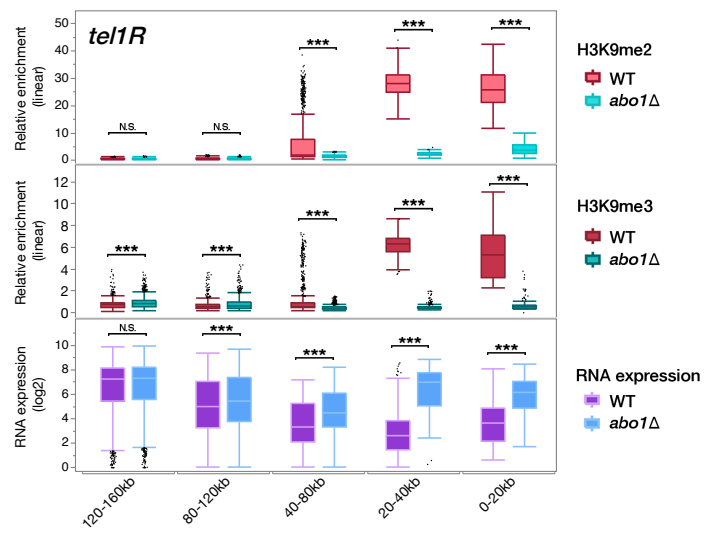 tel1R
Relative enrichment
(linear)
50
40
30
20
10
0
N.S.
N.S.
***
***
***
H3K9me2
WT
abo1Δ
Relative enrichment
(linear)
12
10
8
6
4
2
0
***
***
***
***
***
H3K9me3
WT
abo1Δ
RNA expression
(log2)
10
8
6
4
2
0
N.S.
***
***
***
***
RNA expression
WT
abo1Δ
120-160kb
80-120kb
40-80kb
20-40kb
0-20kb